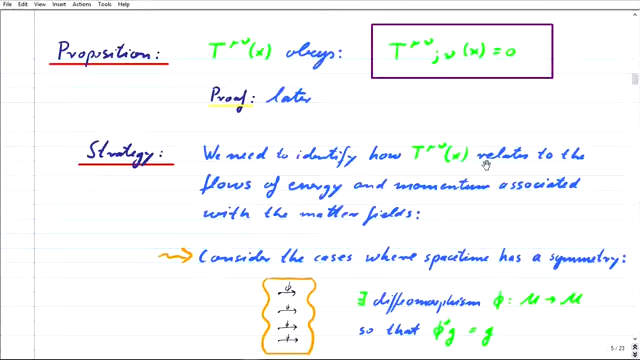 File Edit View Insert Actions Tools Help
Proposition: T^{μν}(x) obeys: T^{μν}_{;ν}(x) = 0
Proof: later
Strategy: We need to identify how T^{μν}(x) relates to the
flows of energy and momentum associated
with the matter fields:
⇝ Consider the cases where spacetime has a symmetry:
∃ diffeomorphism ϕ: M → M
so that ϕ*g = g
5 / 21